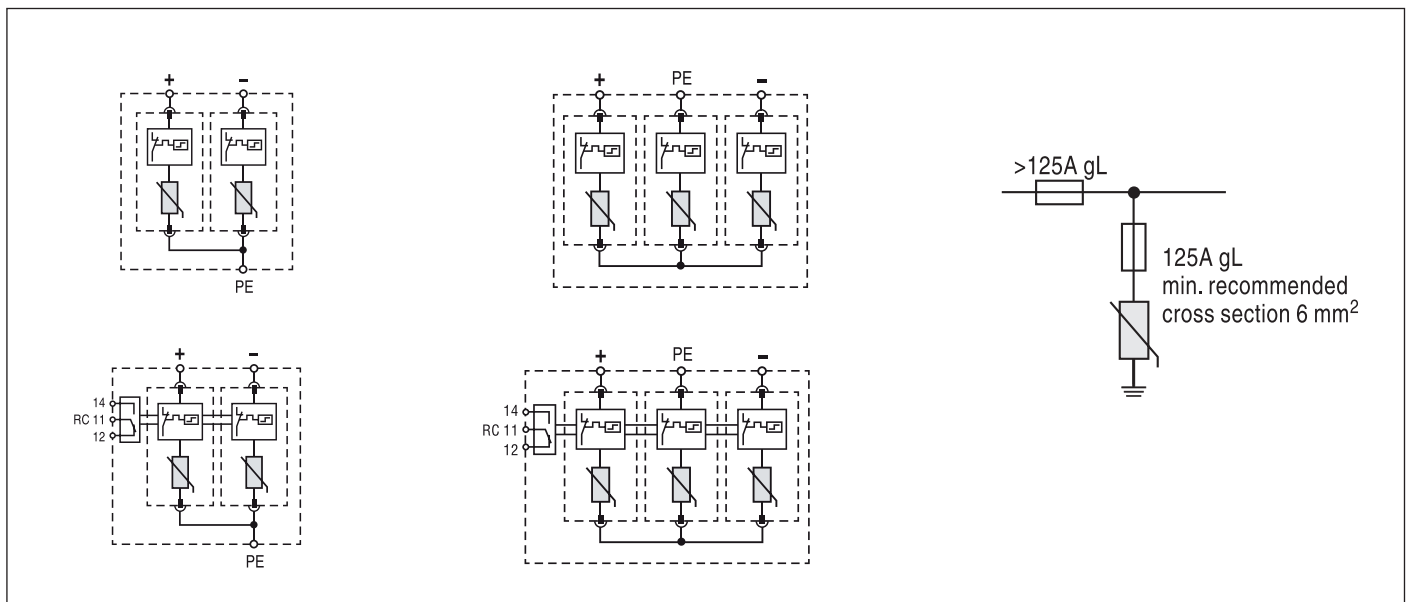 + -
PE
+ PE -
>125A gL
125A gL
min. recommended
cross section 6 mm²
+ -
14
RC 11
12
PE
+ PE -
14
RC 11
12